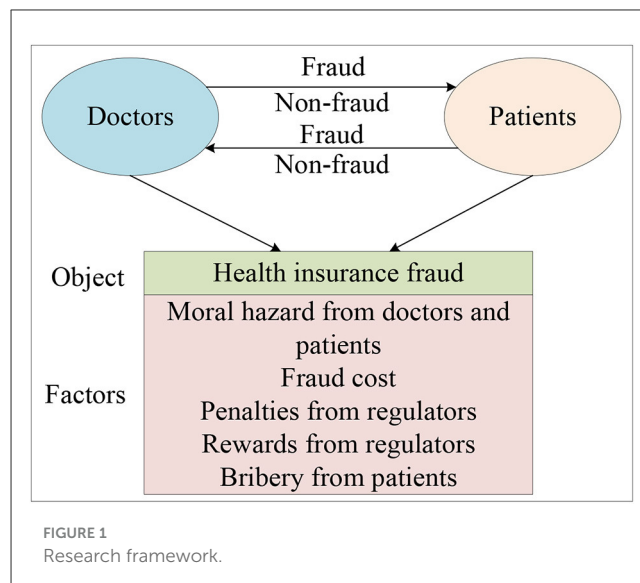 Fraud
Doctors
Non-fraud
Patients
Fraud
Non-fraud
Object
Health insurance fraud
Factors
Moral hazard from doctors and
patients
Fraud cost
Penalties from regulators
Rewards from regulators
Bribery from patients
FIGURE 1
Research framework.